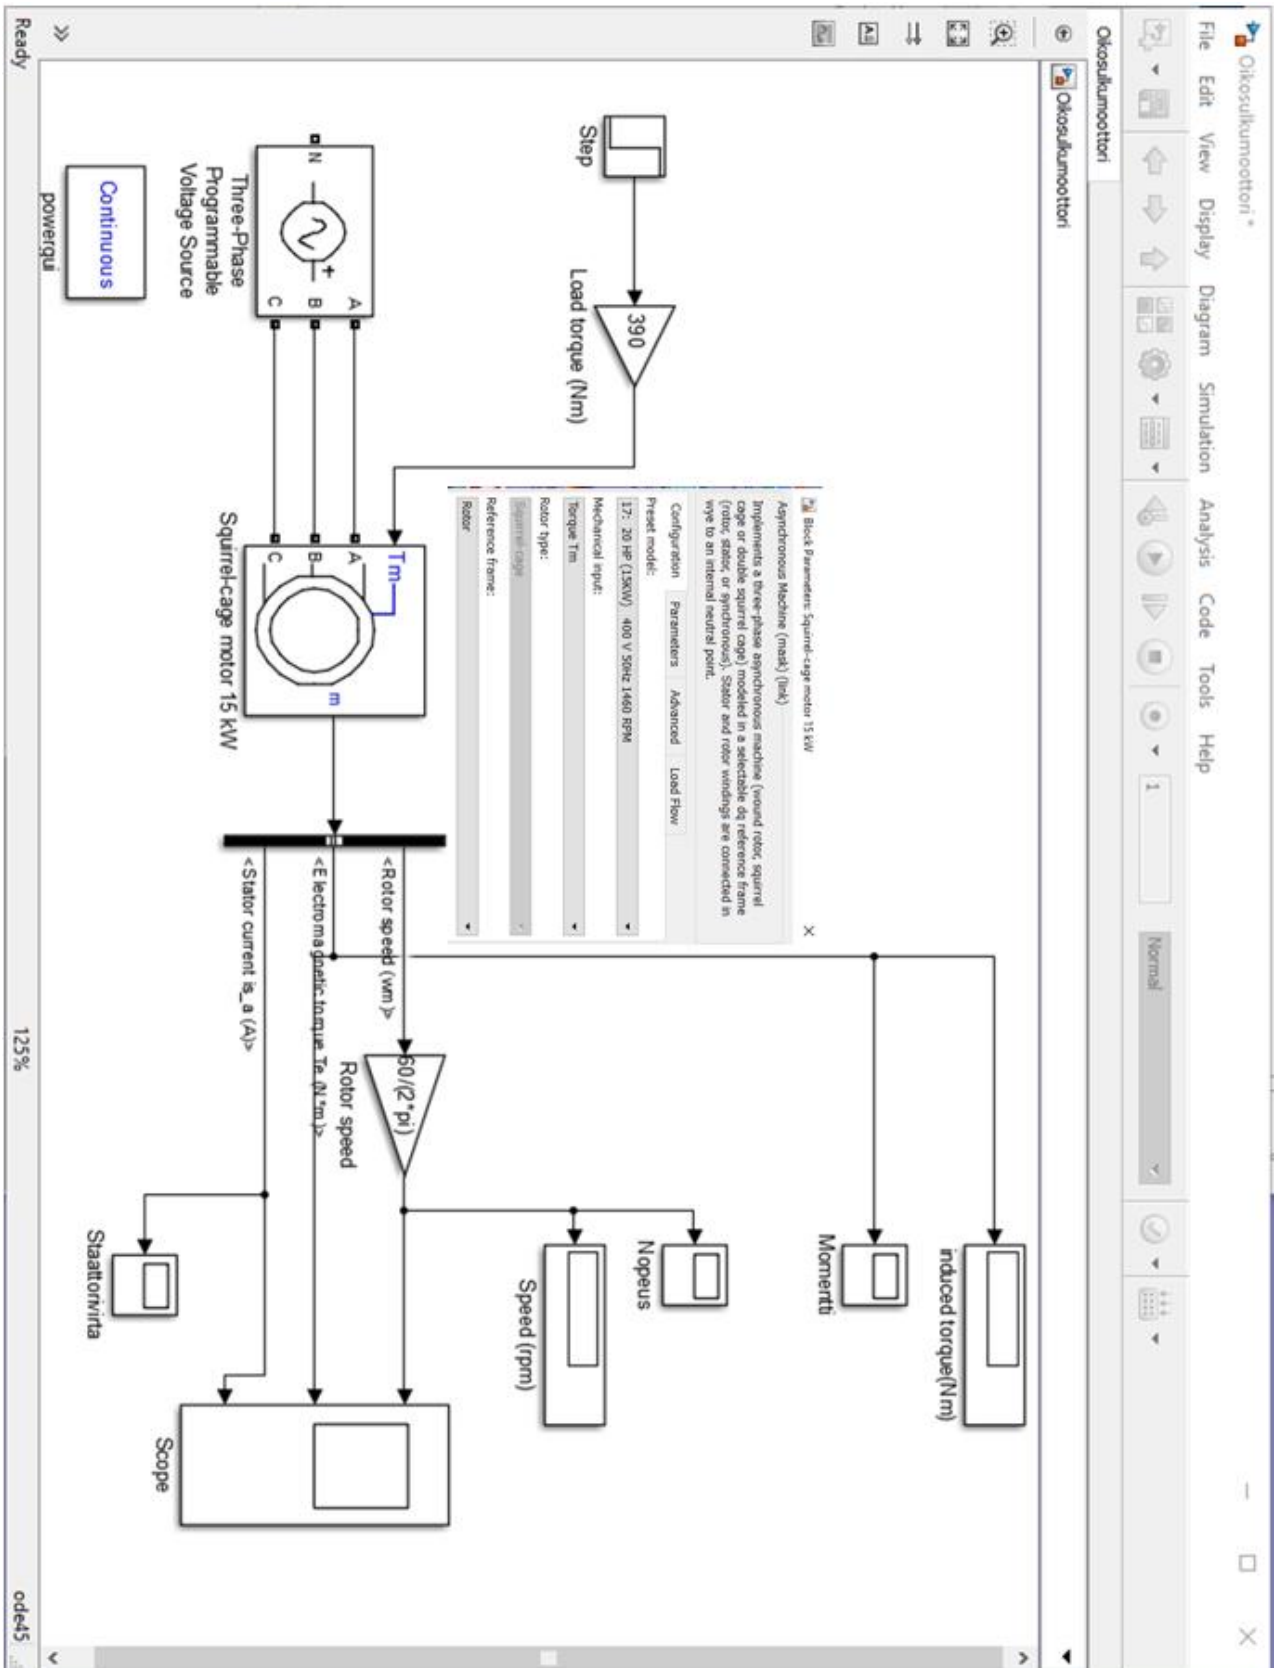 Oikosulkumoottori *
File Edit View Display Diagram Simulation Analysis Code Tools Help
1
Normal
Oikosulkumoottori
Oikosulkumoottori
induced torque(Nm)
Momentti
Step
390
Load torque (Nm)
Block Parameters: Squirrel-cage motor 15 kW
Asynchronous Machine (mask) (link)
Implements a three-phase asynchronous machine (wound rotor, squirrel
cage or double squirrel cage) modeled in a selectable dq reference frame
(rotor, stator, or synchronous). Stator and rotor windings are connected in
wye to an internal neutral point.
Configuration Parameters Advanced Load Flow
Preset model:
17: 20 HP (15KW) 400 V 50Hz 1460 RPM
Mechanical input:
Torque Tm
Rotor type:
Squirrel-cage
Reference frame:
Rotor
Nopeus
Speed (rpm)
N
A
B
C
Three-Phase
Programmable
Voltage Source
Tm
A
B
C
m
Squirrel-cage motor 15 kW
<Rotor speed (wm)>
60/(2*pi)
Rotor speed
<Electromagnetic torque Te (N*m)>
<Stator current is_a (A)>
Scope
Staattorivirta
Continuous
powergui
Ready
125%
ode45